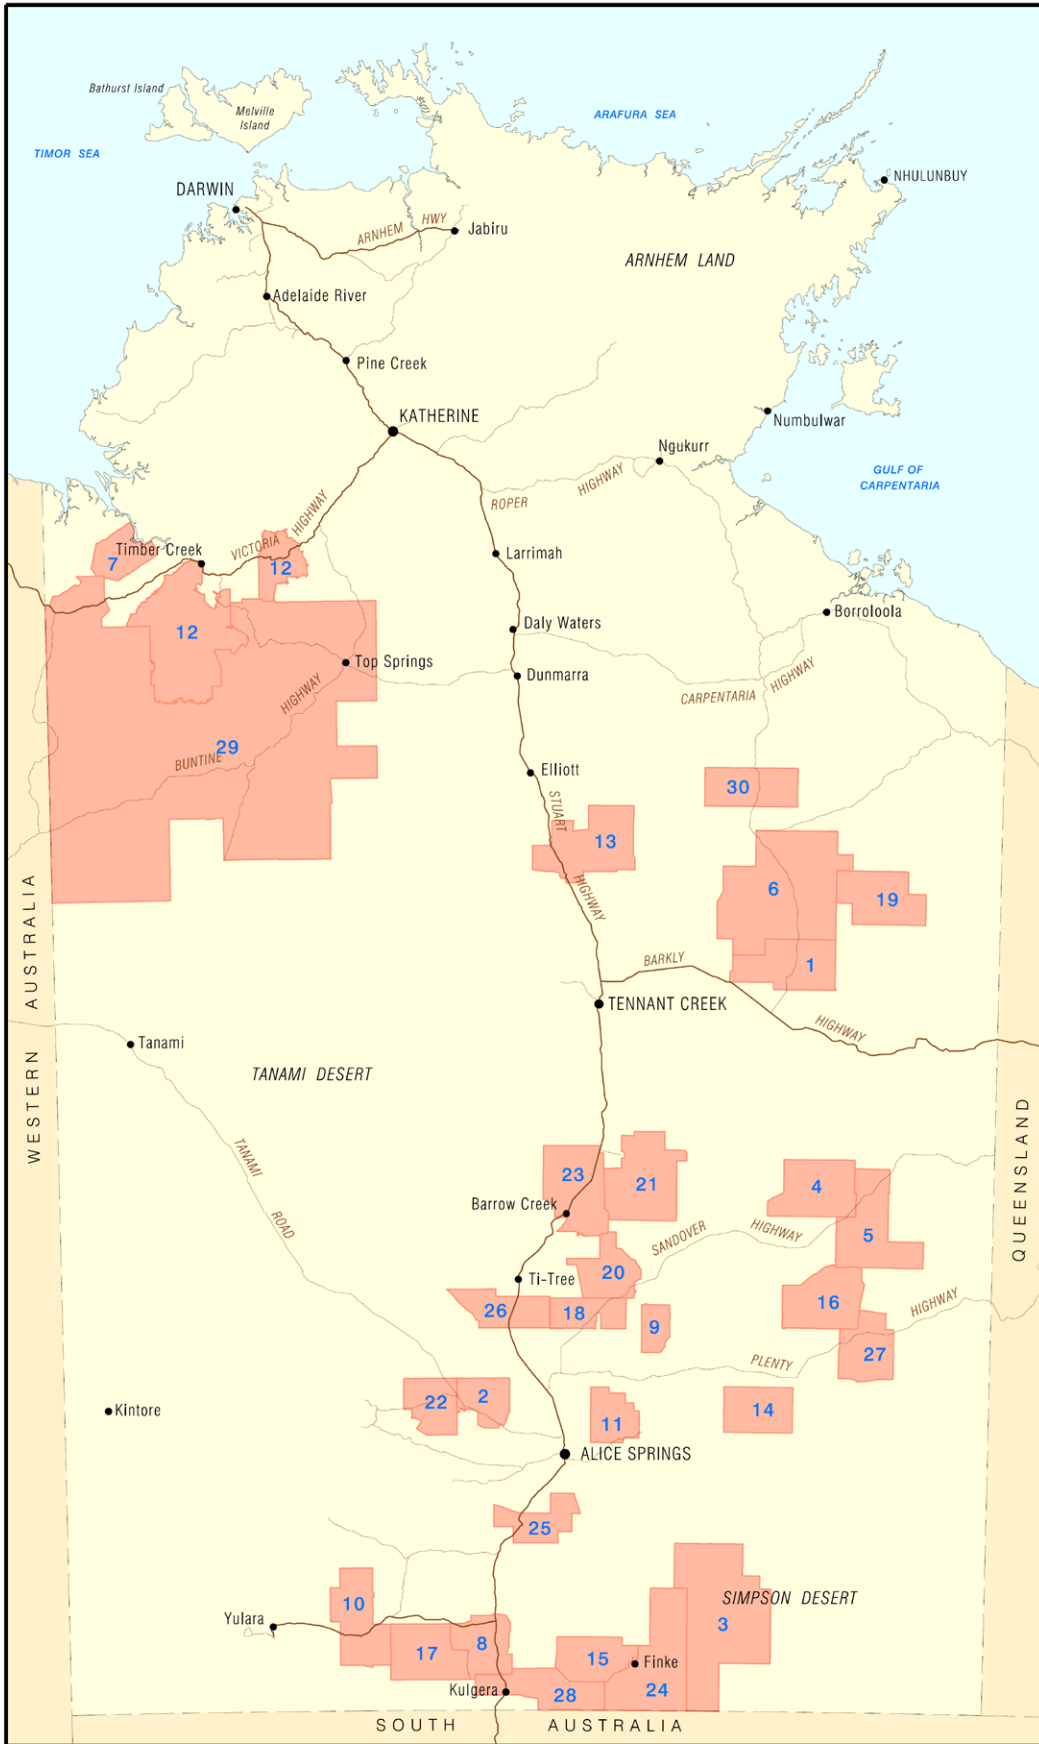 Bathurst Island
Melville
Island
ARAFURA SEA
TIMOR SEA
DARWIN
NHULUNBUY
ARNHEM HWY
Jabiru
ARNHEM LAND
Adelaide River
Pine Creek
KATHERINE
Numbulwar
Ngukurr
GULF OF
CARPENTARIA
ROPER HIGHWAY
VICTORIA HIGHWAY
Timber Creek
7
12
Larrimah
12
Daly Waters
Borroloola
Top Springs
Dunmarra
CARPENTARIA HIGHWAY
BUNTINE HIGHWAY
29
Elliott
30
STUART HIGHWAY
13
6
19
BARKLY HIGHWAY
1
TENNANT CREEK
WESTERN AUSTRALIA
Tanami
TANAMI DESERT
TANAMI ROAD
QUEENSLAND
23
21
4
Barrow Creek
SANDOVER HIGHWAY
5
20
Ti-Tree
26
18
9
16
PLENTY HIGHWAY
27
22
2
Kintore
11
14
ALICE SPRINGS
25
10
SIMPSON DESERT
3
Yulara
17
8
15
Finke
Kulgera
28
24
SOUTH AUSTRALIA